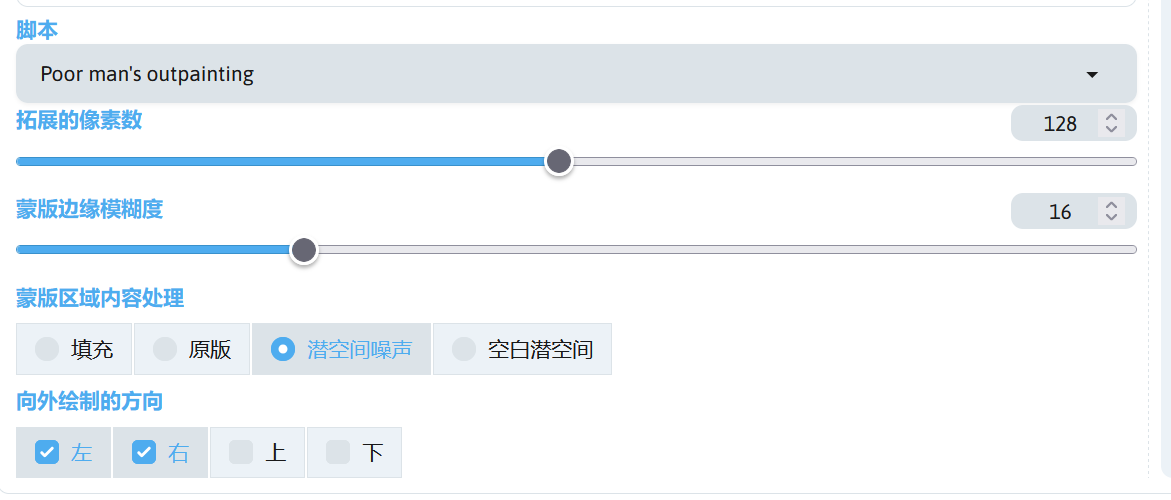 脚本
Poor man's outpainting
拓展的像素数
128
蒙版边缘模糊度
16
蒙版区域内容处理
填充 原版 潜空间噪声 空白潜空间
向外绘制的方向
左 右 上 下